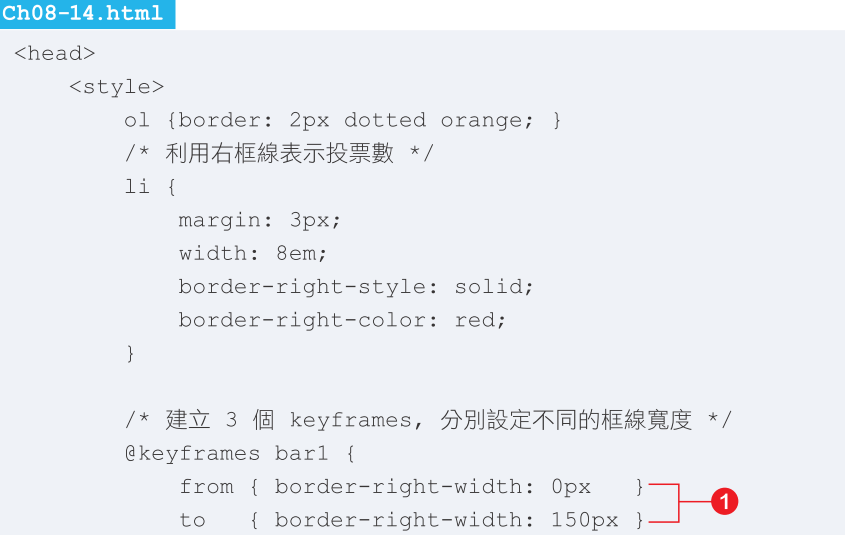 Ch08-14.html
<head>
    <style>
        ol {border: 2px dotted orange; }
        /* 利用右框線表示投票數 */
        li {
            margin: 3px;
            width: 8em;
            border-right-style: solid;
            border-right-color: red;
        }

        /* 建立 3 個 keyframes, 分別設定不同的框線寬度 */
        @keyframes bar1 {
            from { border-right-width: 0px   } 1
            to   { border-right-width: 150px }